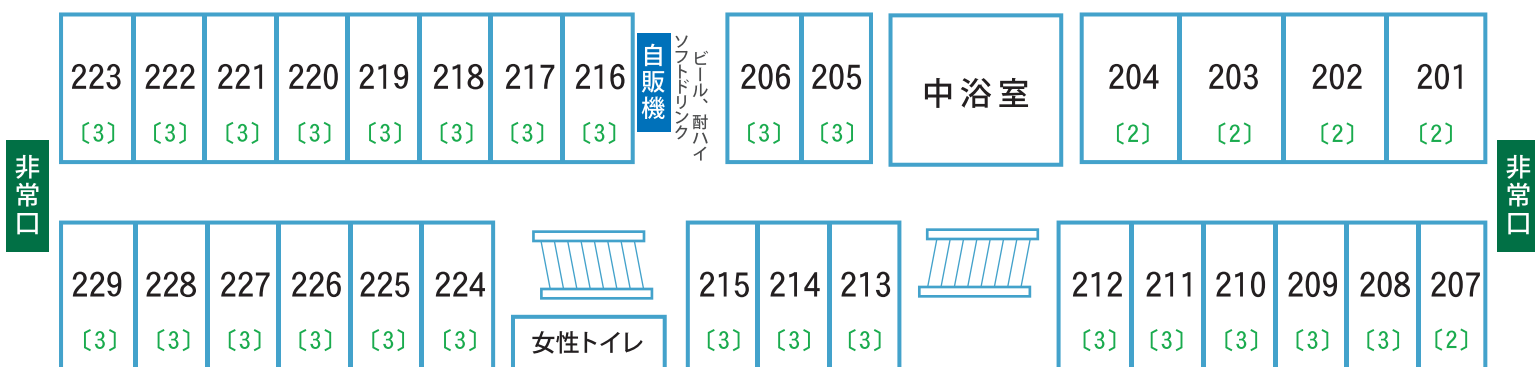 223 222 221 220 219 218 217 216
〔3〕 〔3〕 〔3〕 〔3〕 〔3〕 〔3〕 〔3〕 〔3〕
自販機
ビール、酎ハイ
ソフトドリンク
206 205
〔3〕 〔3〕
中浴室
204 203 202 201
〔2〕 〔2〕 〔2〕 〔2〕
非常口
非常口
229 228 227 226 225 224
〔3〕 〔3〕 〔3〕 〔3〕 〔3〕 〔3〕
女性トイレ
215 214 213
〔3〕 〔3〕 〔3〕
212 211 210 209 208 207
〔3〕 〔3〕 〔3〕 〔3〕 〔3〕 〔2〕